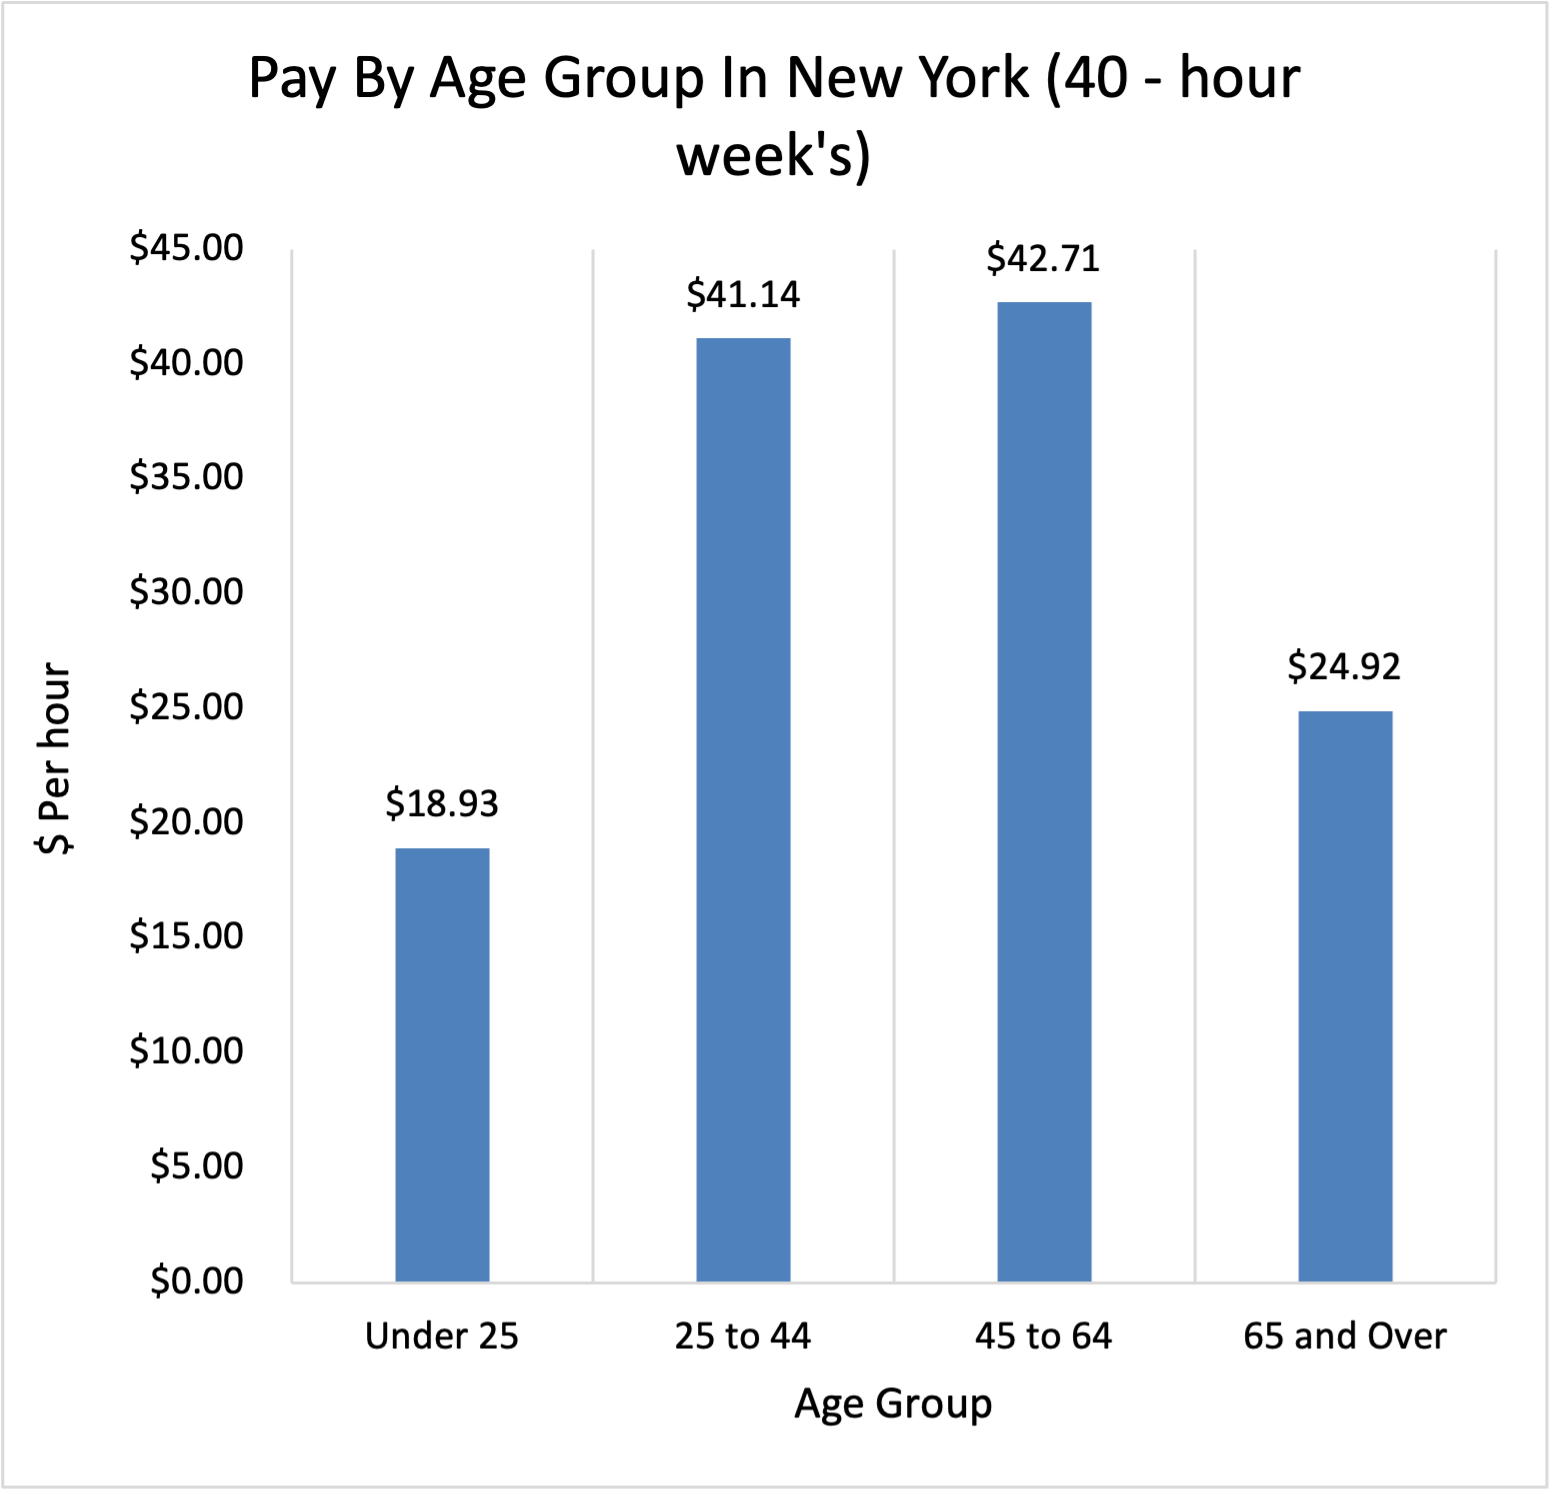 Pay By Age Group In New York (40 - hour
week's)
$45.00
$40.00
$35.00
$30.00
$25.00
$20.00
$15.00
$10.00
$5.00
$0.00
$ Per hour
$18.93
$41.14
$42.71
$24.92
Under 25
25 to 44
45 to 64
65 and Over
Age Group